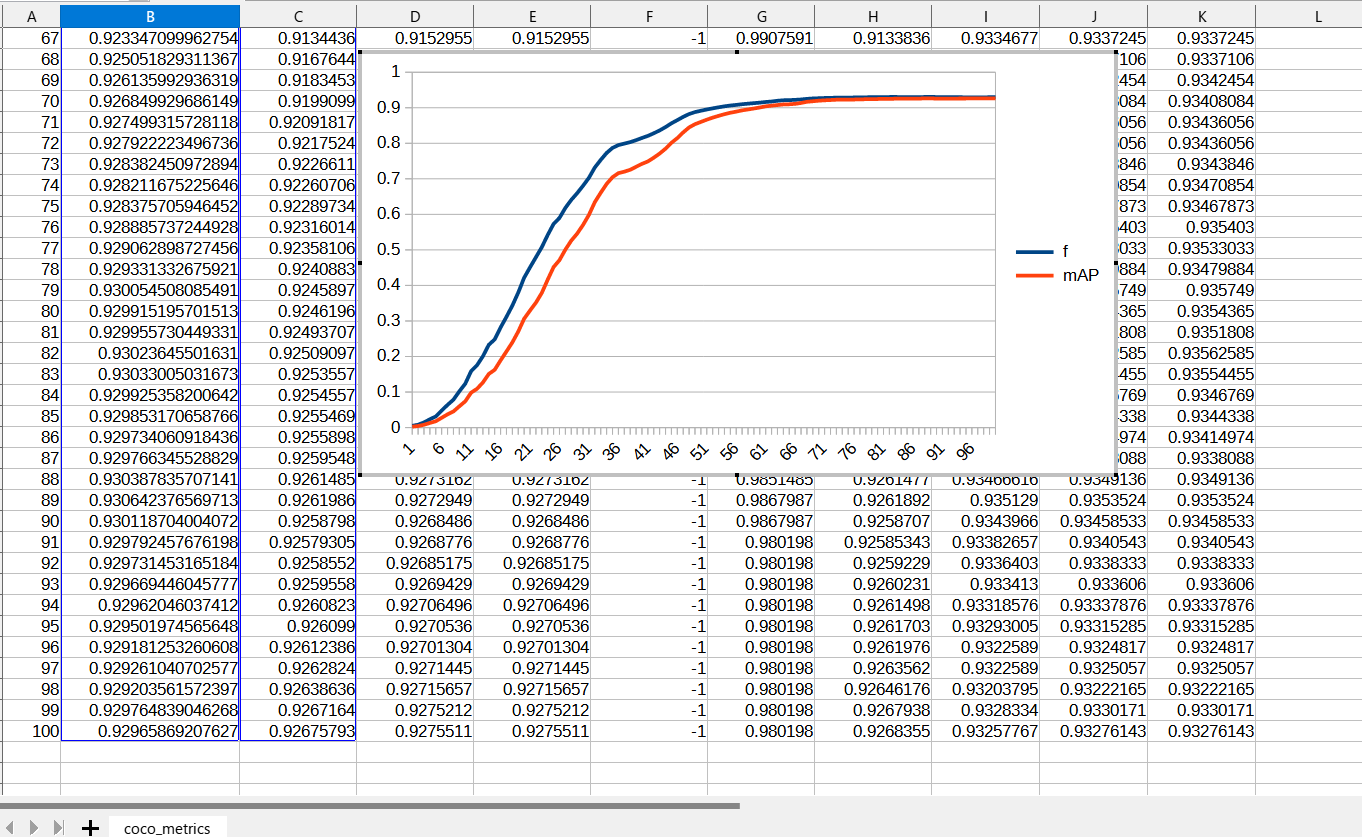 A B C D E F G H I J K L
67 0.923347099962754 0.9134436 0.9152955 0.9152955 -1 0.9907591 0.9133836 0.9334677 0.9337245 0.9337245
68 0.925051829311367 0.9167644 106 0.9337106
69 0.926135992936319 0.9183453 454 0.9342454
70 0.926849929686149 0.9199099 084 0.93408084
71 0.927499315728118 0.92091817 056 0.93436056
72 0.927922223496736 0.9217524 056 0.93436056
73 0.928382450972894 0.9226611 846 0.9343846
74 0.928211675225646 0.92260706 854 0.93470854
75 0.928375705946452 0.92289734 873 0.93467873
76 0.928885737244928 0.92316014 403 0.935403
77 0.929062898727456 0.92358106 033 0.93533033
78 0.929331332675921 0.9240883 884 0.93479884
79 0.930054508085491 0.9245897 749 0.935749
80 0.929915195701513 0.9246196 365 0.9354365
81 0.929955730449331 0.92493707 808 0.9351808
82 0.93023645501631 0.92509097 585 0.93562585
83 0.93033005031673 0.9253557 455 0.93554455
84 0.929925358200642 0.9254557 769 0.9346769
85 0.929853170658766 0.9255469 338 0.9344338
86 0.929734060918436 0.9255898 974 0.93414974
87 0.929766345528829 0.9259548 088 0.9338088
1
0.9
0.8
0.7
0.6
0.5
0.4
0.3
0.2
0.1
0
1 6 11 16 21 26 31 36 41 46 51 56 61 66 71 76 81 86 91 96
f
mAP
88 0.930387835707141 0.9261485 0.9273162 0.9273162 -1 0.9851485 0.9261477 0.93466616 0.9349136 0.9349136
89 0.930642376569713 0.9261986 0.9272949 0.9272949 -1 0.9867987 0.9261892 0.935129 0.9353524 0.9353524
90 0.930118704004072 0.9258798 0.9268486 0.9268486 -1 0.9867987 0.9258707 0.9343966 0.93458533 0.93458533
91 0.929792457676198 0.92579305 0.9268776 0.9268776 -1 0.980198 0.92585343 0.93382657 0.9340543 0.9340543
92 0.929731453165184 0.9258552 0.92685175 0.92685175 -1 0.980198 0.9259229 0.9336403 0.9338333 0.9338333
93 0.929669446045777 0.9259558 0.9269429 0.9269429 -1 0.980198 0.9260231 0.933413 0.933606 0.933606
94 0.92962046037412 0.9260823 0.92706496 0.92706496 -1 0.980198 0.9261498 0.93318576 0.93337876 0.93337876
95 0.929501974565648 0.926099 0.9270536 0.9270536 -1 0.980198 0.9261703 0.93293005 0.93315285 0.93315285
96 0.929181253260608 0.92612386 0.92701304 0.92701304 -1 0.980198 0.9261976 0.9322589 0.9324817 0.9324817
97 0.929261040702577 0.9262824 0.9271445 0.9271445 -1 0.980198 0.9263562 0.9322589 0.9325057 0.9325057
98 0.929203561572397 0.92638636 0.92715657 0.92715657 -1 0.980198 0.92646176 0.93203795 0.93222165 0.93222165
99 0.929764839046268 0.9267164 0.9275212 0.9275212 -1 0.980198 0.9267938 0.9328334 0.9330171 0.9330171
100 0.92965869207627 0.92675793 0.9275511 0.9275511 -1 0.980198 0.9268355 0.93257767 0.93276143 0.93276143
coco_metrics